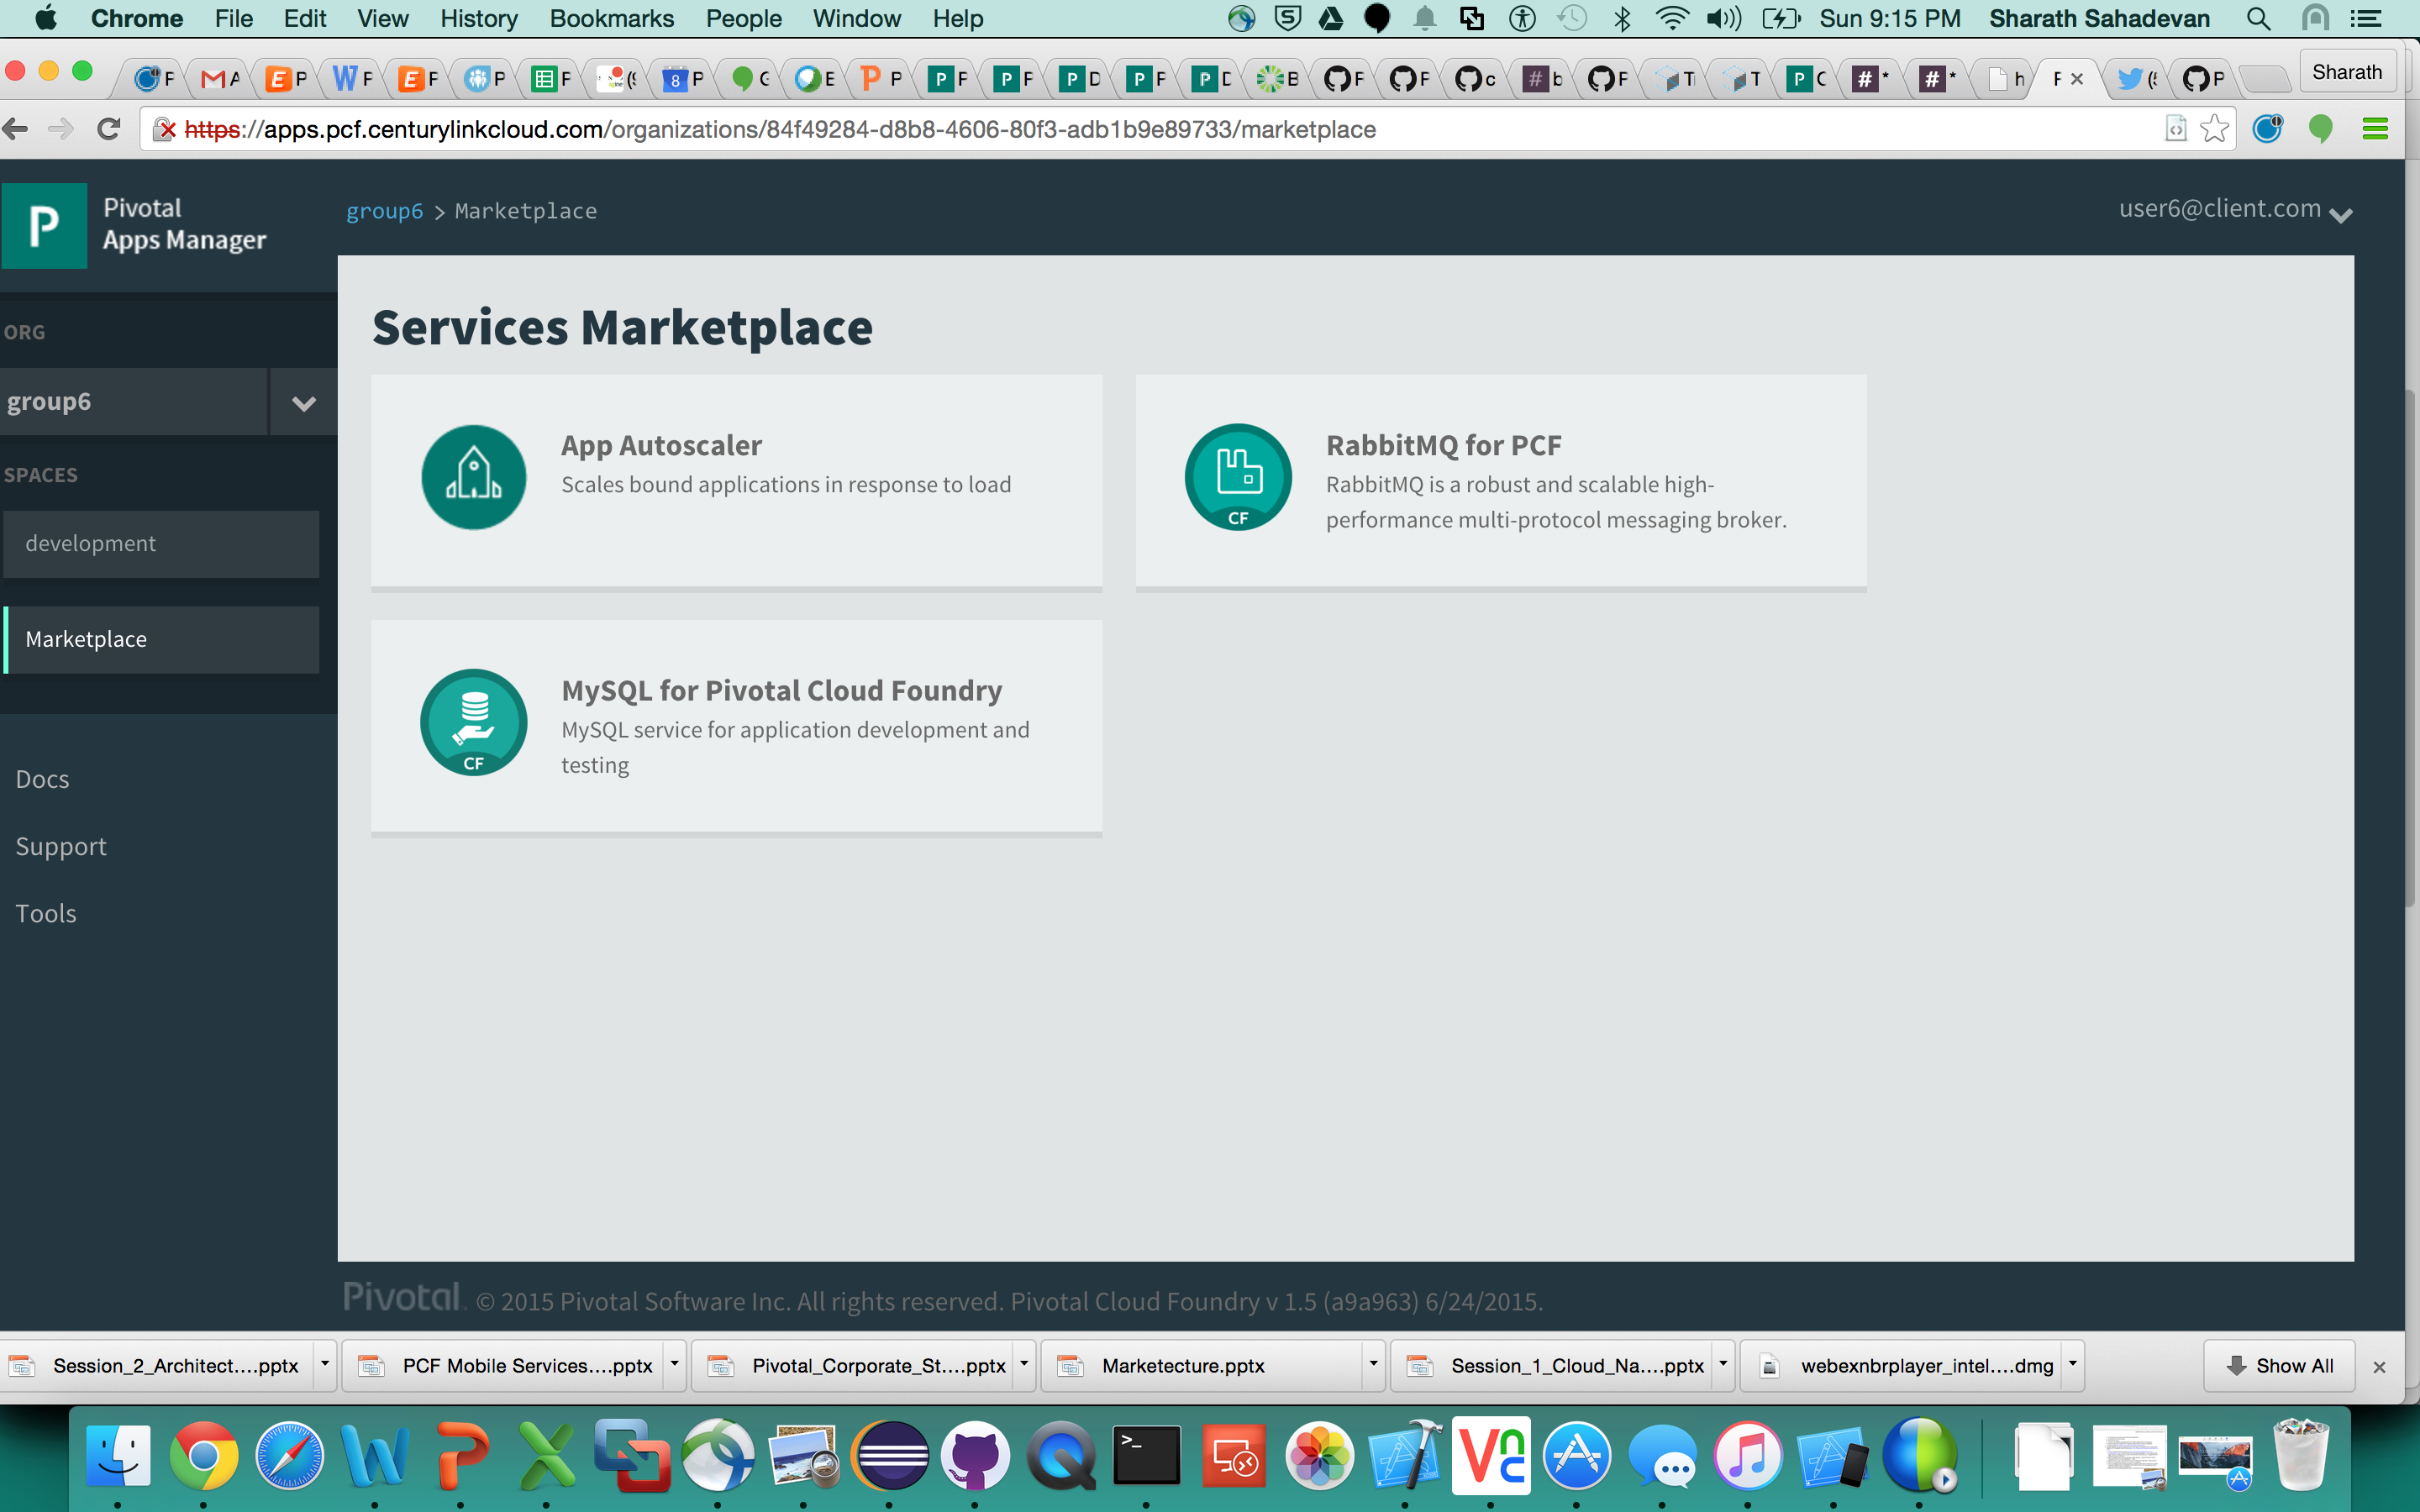 Chrome File Edit View History Bookmarks People Window Help Sun 9:15 PM Sharath Sahadevan
Sharath
https://apps.pcf.centurylinkcloud.com/organizations/84f49284-d8b8-4606-80f3-adb1b9e89733/marketplace
P Pivotal
Apps Manager
group6 > Marketplace
user6@client.com
ORG
group6
SPACES
development
Marketplace
Docs
Support
Tools
Services Marketplace
App Autoscaler
Scales bound applications in response to load
CF
RabbitMQ for PCF
RabbitMQ is a robust and scalable high-
performance multi-protocol messaging broker.
CF
MySQL for Pivotal Cloud Foundry
MySQL service for application development and
testing
Pivotal. © 2015 Pivotal Software Inc. All rights reserved. Pivotal Cloud Foundry v 1.5 (a9a963) 6/24/2015.
Session_2_Architect....pptx PCF Mobile Services....pptx Pivotal_Corporate_St....pptx Marketecture.pptx Session_1_Cloud_Na....pptx webexnbrplayer_intel....dmg Show All